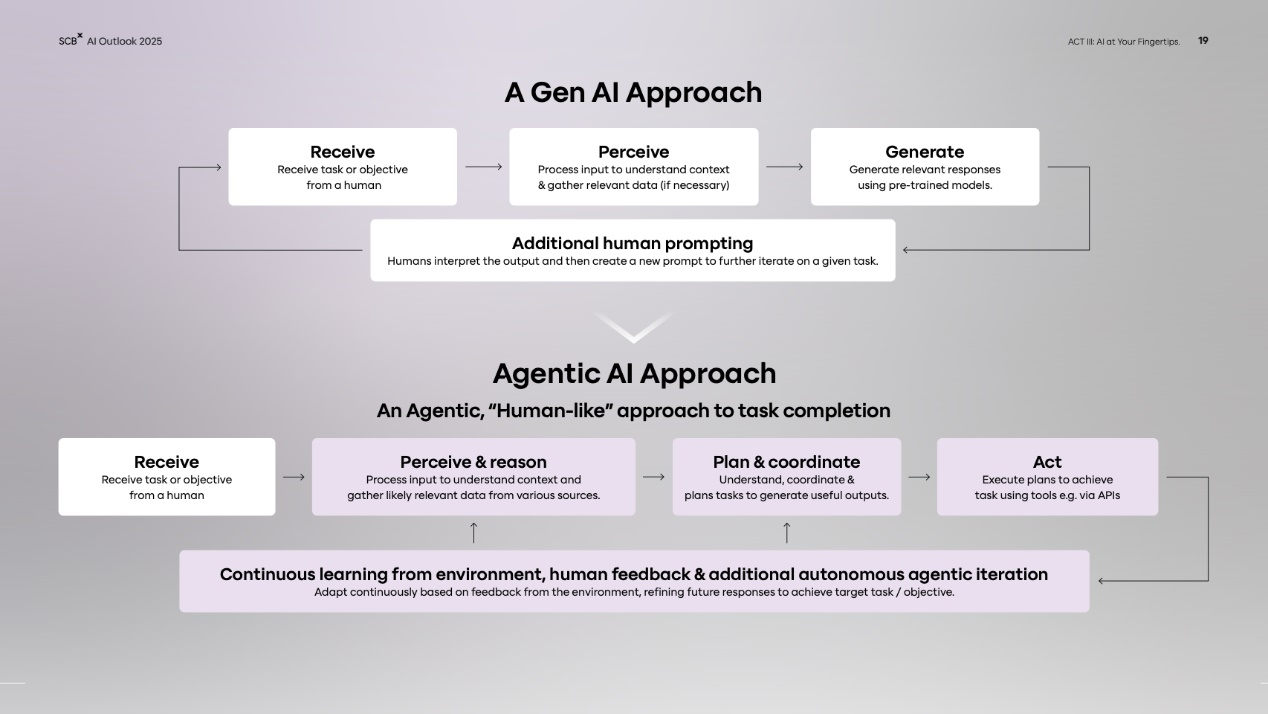 SCBx AI Outlook 2025
ACT III: AI at Your Fingertips. 19
A Gen AI Approach
Receive
Receive task or objective
from a human
Perceive
Process input to understand context
& gather relevant data (if necessary)
Generate
Generate relevant responses
using pre-trained models.
Additional human prompting
Humans interpret the output and then create a new prompt to further iterate on a given task.
Agentic AI Approach
An Agentic, “Human-like” approach to task completion
Receive
Receive task or objective
from a human
Perceive & reason
Process input to understand context and
gather likely relevant data from various sources.
Plan & coordinate
Understand, coordinate &
plans tasks to generate useful outputs.
Act
Execute plans to achieve
task using tools e.g. via APIs
Continuous learning from environment, human feedback & additional autonomous agentic iteration
Adapt continuously based on feedback from the environment, refining future responses to achieve target task / objective.